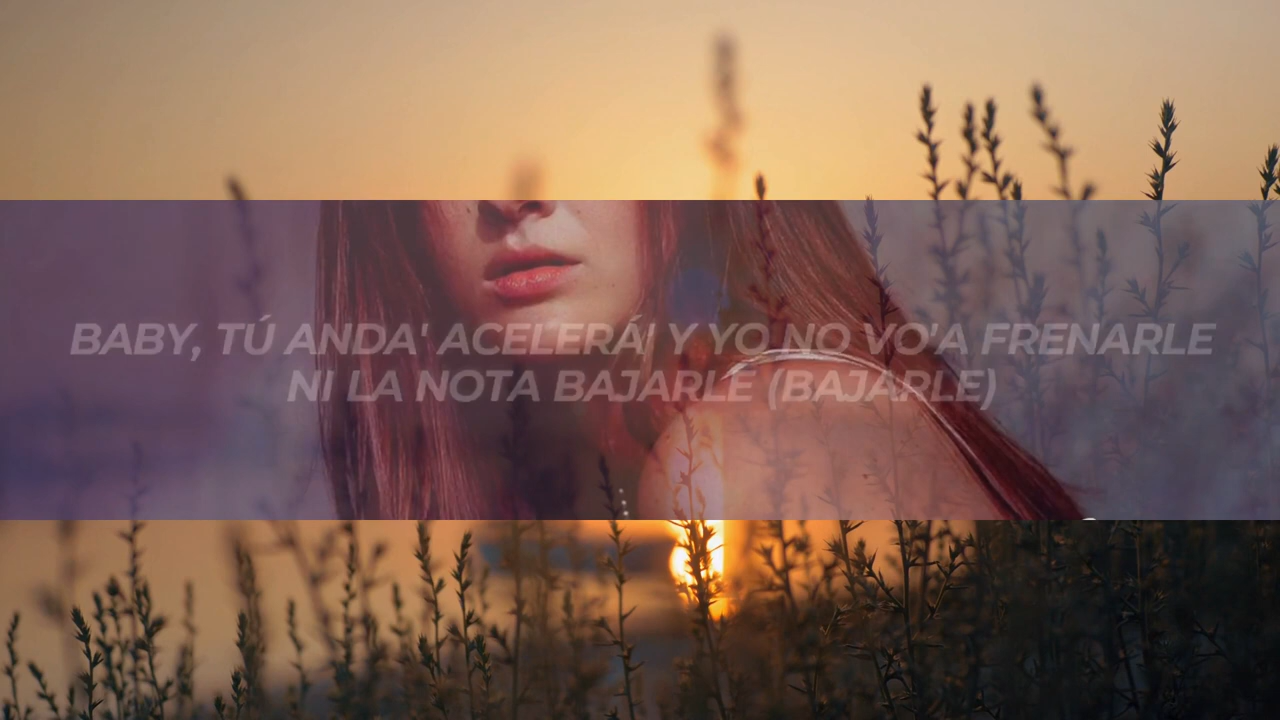 BABY, TÚ ANDA' ACELERÁ' Y YO NO VO'A FRENARLE
NI LA NOTA BAJARLE (BAJARLE)